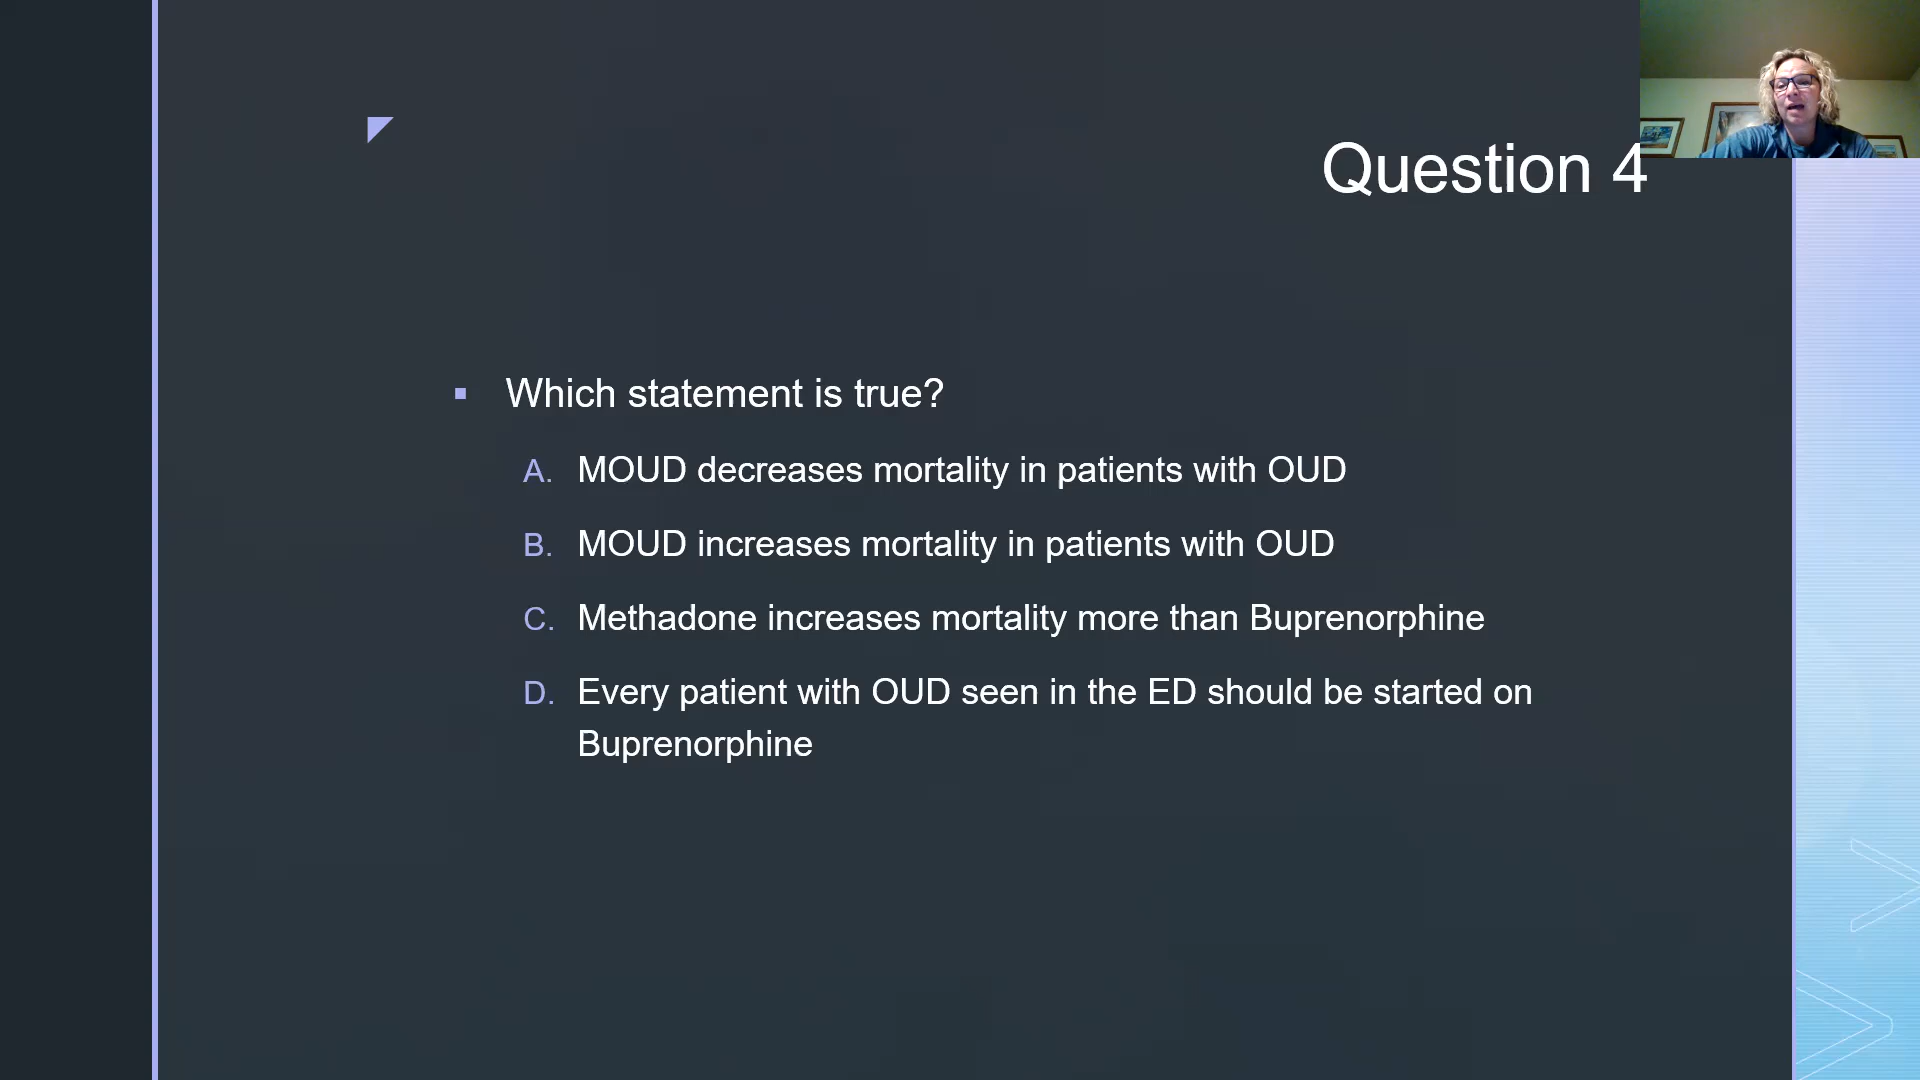 Question 4
▪ Which statement is true?
A. MOUD decreases mortality in patients with OUD
B. MOUD increases mortality in patients with OUD
C. Methadone increases mortality more than Buprenorphine
D. Every patient with OUD seen in the ED should be started on
Buprenorphine